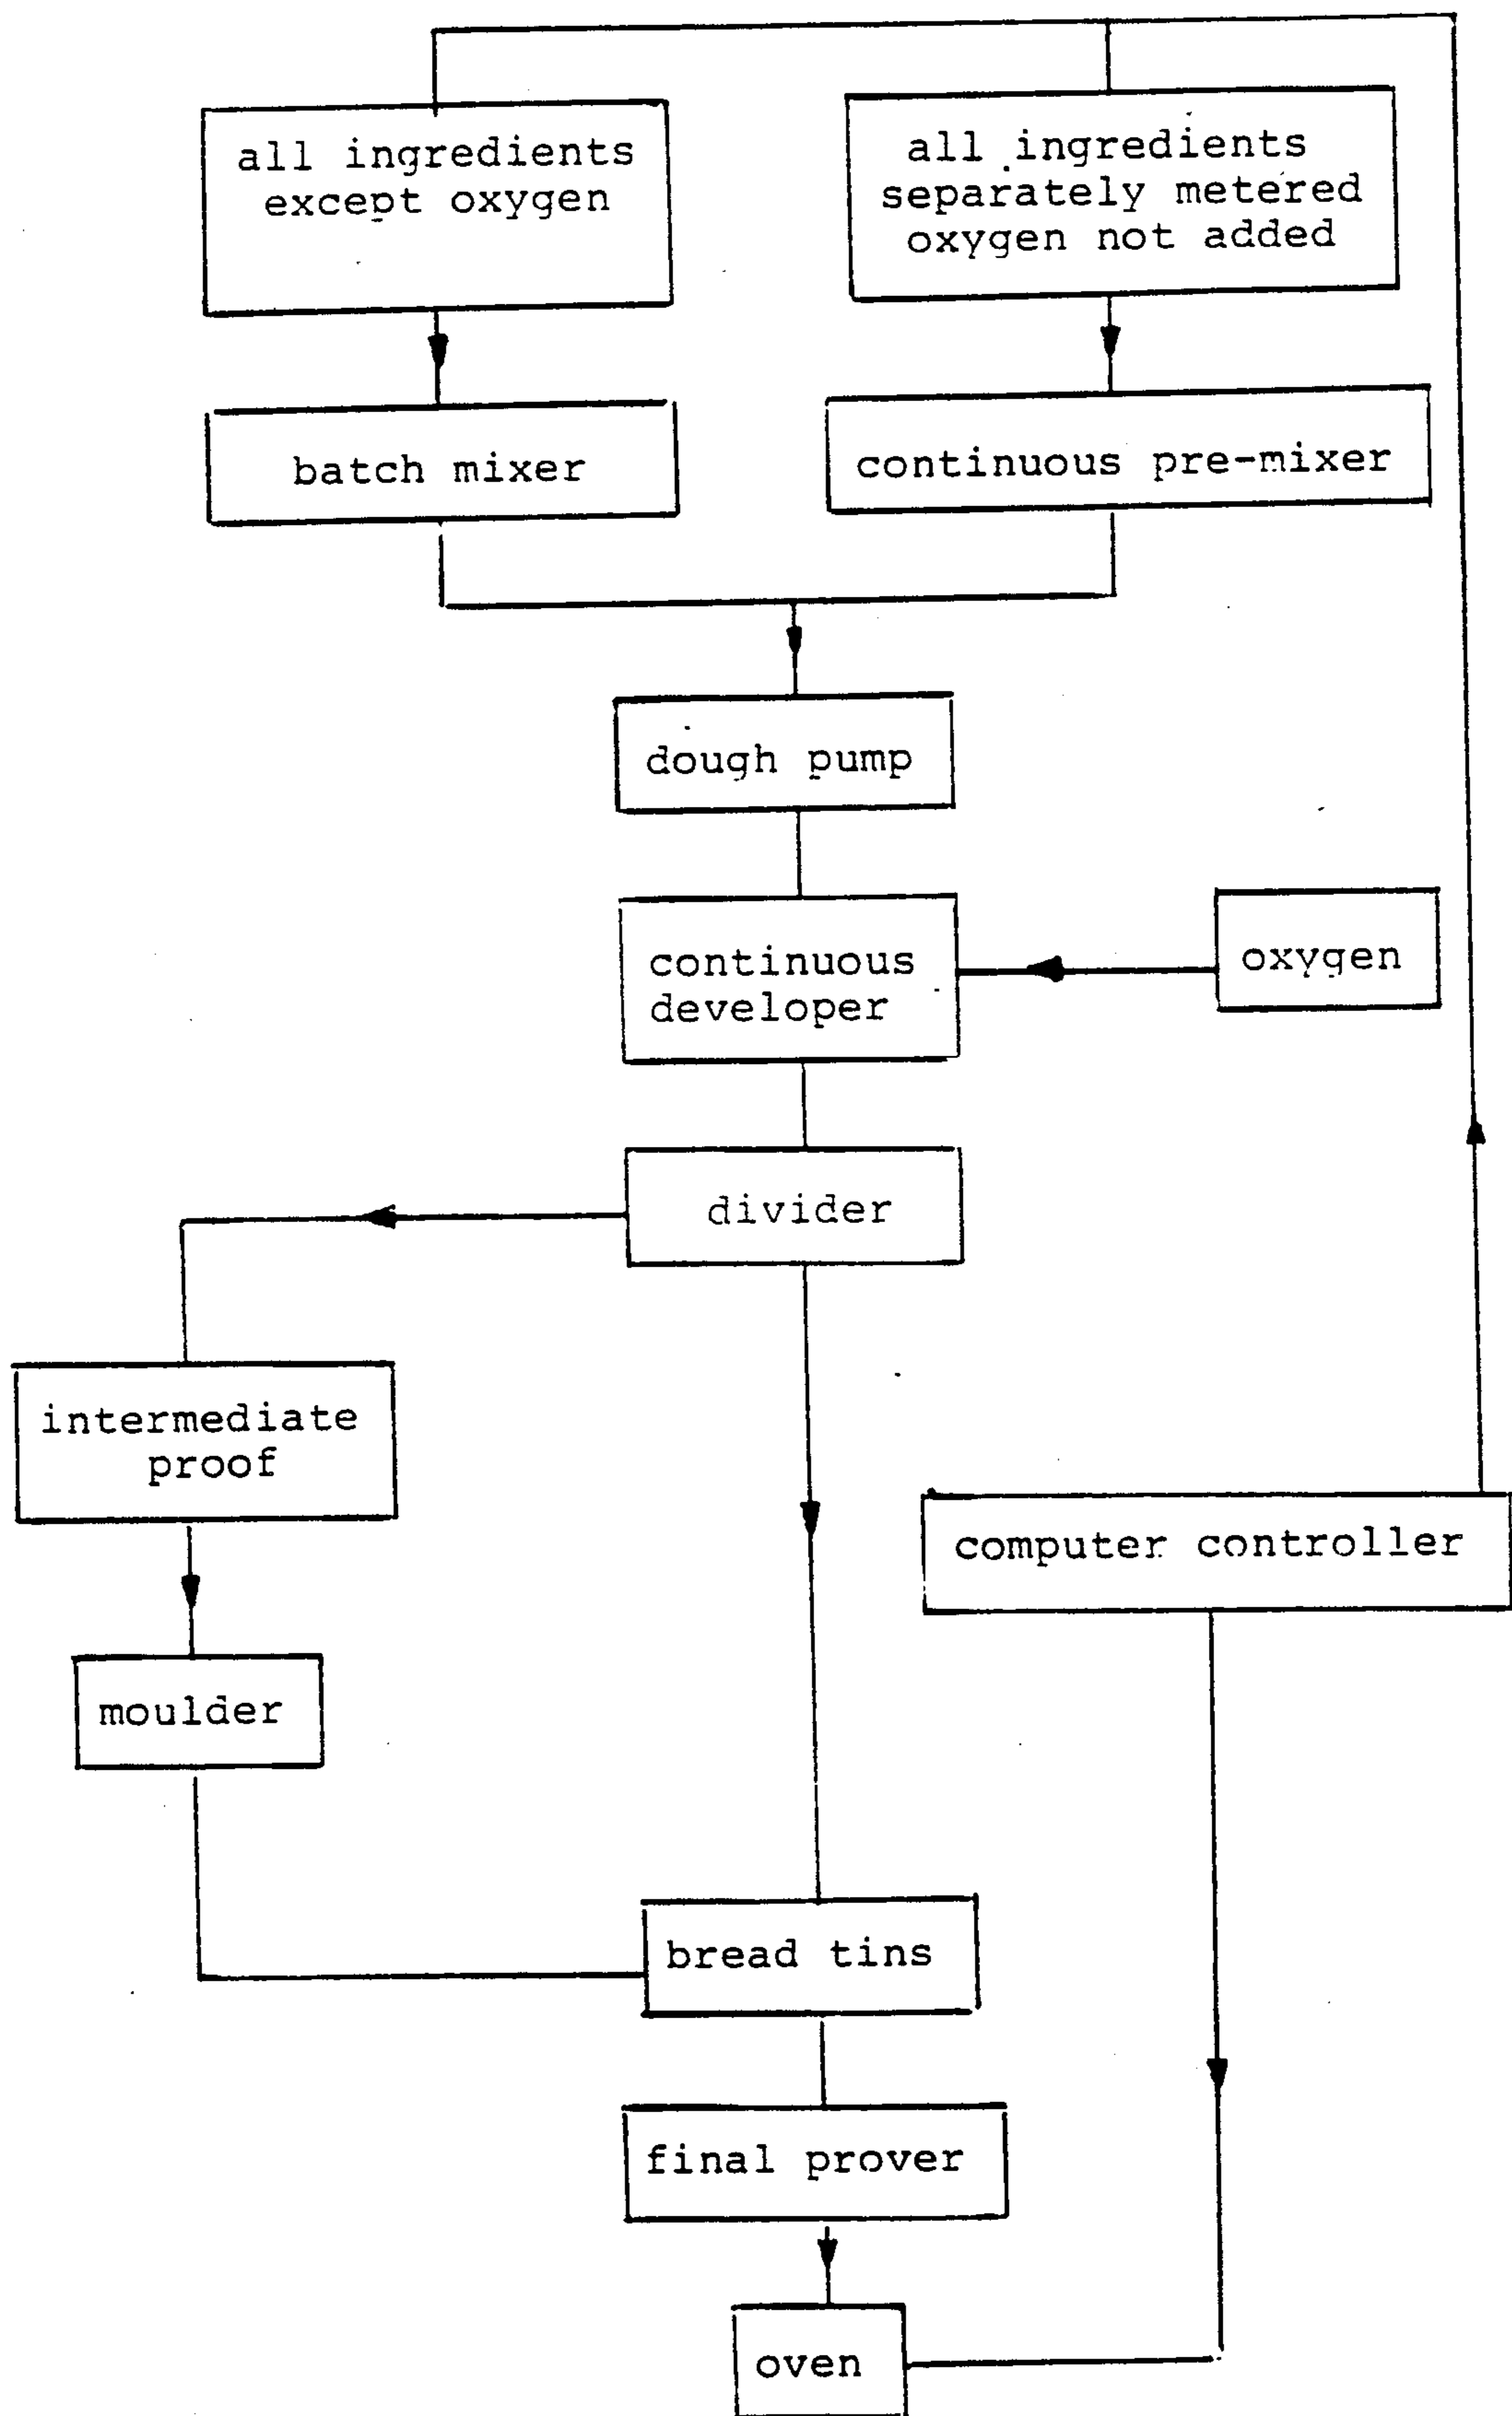 all ingredients
except oxygen
all ingredients
separately metered
oxygen not added
batch mixer
continuous pre-mixer
dough pump
continuous
developer
oxygen
divider
intermediate
proof
computer controller
moulder
bread tins
final prover
oven